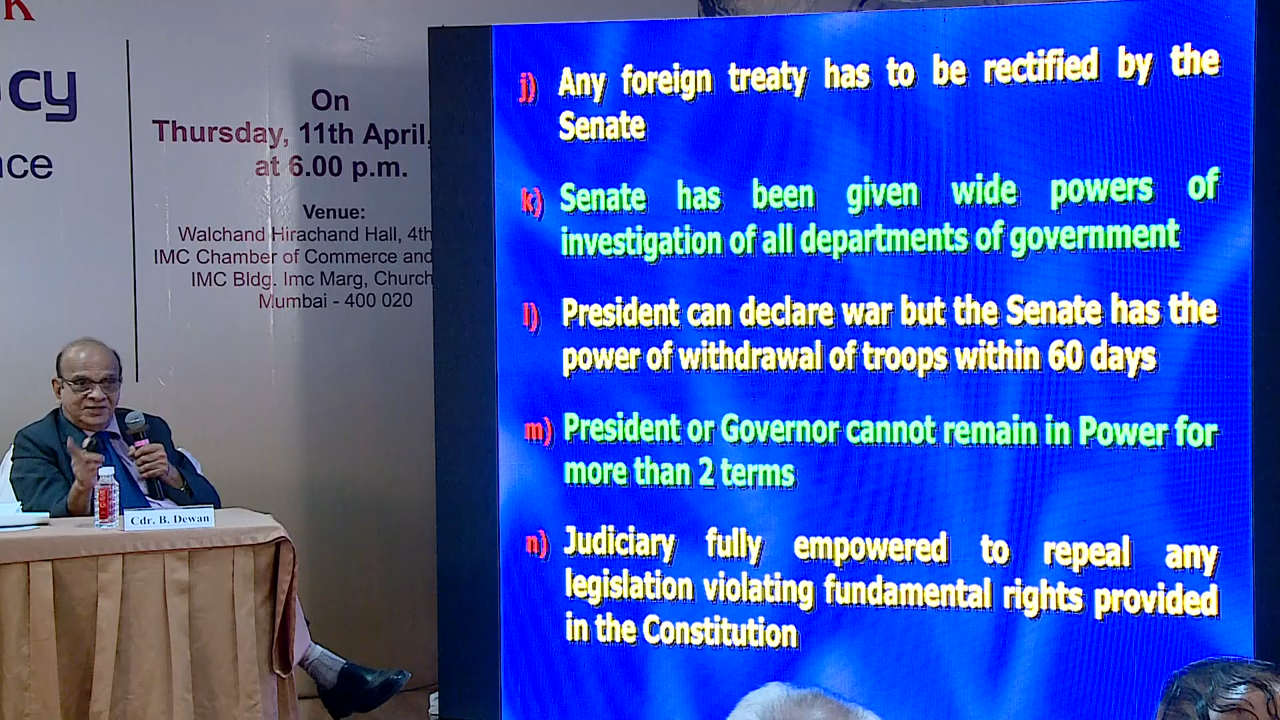 K
cy
nce
On
Thursday, 11th April,
at 6.00 p.m.
Venue:
Walchand Hirachand Hall, 4th
IMC Chamber of Commerce and
IMC Bldg. Imc Marg, Church
Mumbai - 400 020
Cdr. B. Dewan
j) Any foreign treaty has to be rectified by the
Senate
k) Senate has been given wide powers of
investigation of all departments of government
l) President can declare war but the Senate has the
power of withdrawal of troops within 60 days
m) President or Governor cannot remain in Power for
more than 2 terms
n) Judiciary fully empowered to repeal any
legislation violating fundamental rights provided
in the Constitution